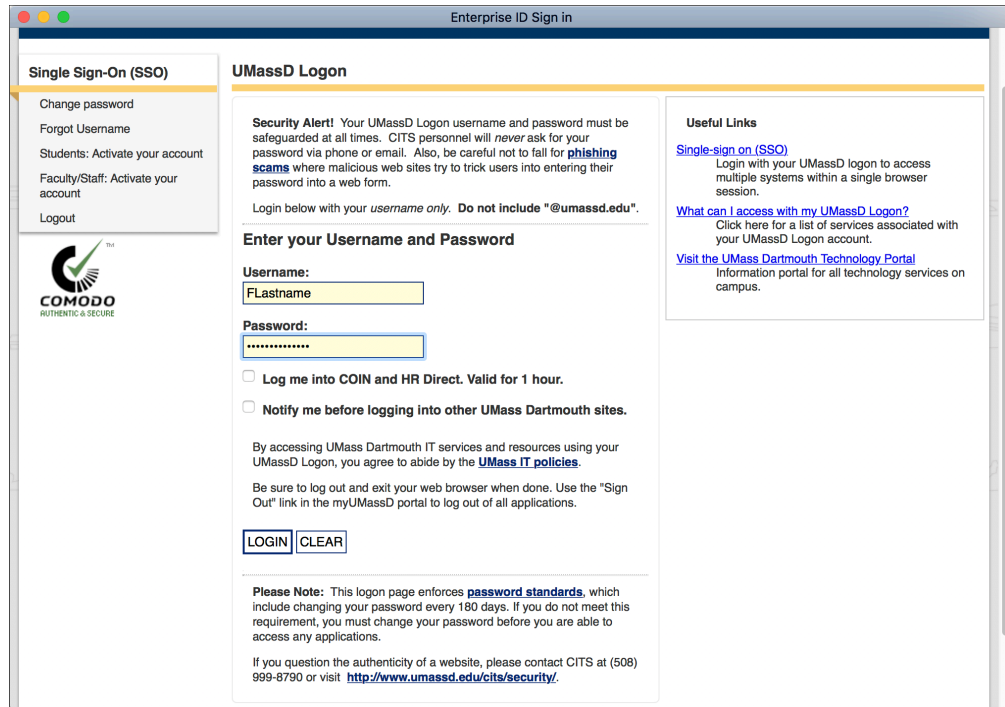 Enterprise ID Sign in
Single Sign-On (SSO)
Change password
Forgot Username
Students: Activate your account
Faculty/Staff: Activate your
account
Logout
TM
COMODO
AUTHENTIC & SECURE
UMassD Logon
Security Alert! Your UMassD Logon username and password must be
safeguarded at all times. CITS personnel will never ask for your
password via phone or email. Also, be careful not to fall for phishing
scams where malicious web sites try to trick users into entering their
password into a web form.
Login below with your username only. Do not include "@umassd.edu".
Enter your Username and Password
Username:
FLastname
Password:
••••••••••••••
Log me into COIN and HR Direct. Valid for 1 hour.
Notify me before logging into other UMass Dartmouth sites.
By accessing UMass Dartmouth IT services and resources using your
UMassD Logon, you agree to abide by the UMass IT policies.
Be sure to log out and exit your web browser when done. Use the "Sign
Out" link in the myUMassD portal to log out of all applications.
LOGIN CLEAR
Please Note: This logon page enforces password standards, which
include changing your password every 180 days. If you do not meet this
requirement, you must change your password before you are able to
access any applications.
If you question the authenticity of a website, please contact CITS at (508)
999-8790 or visit http://www.umassd.edu/cits/security/.
Useful Links
Single-sign on (SSO)
Login with your UMassD logon to access
multiple systems within a single browser
session.
What can I access with my UMassD Logon?
Click here for a list of services associated with
your UMassD Logon account.
Visit the UMass Dartmouth Technology Portal
Information portal for all technology services on
campus.